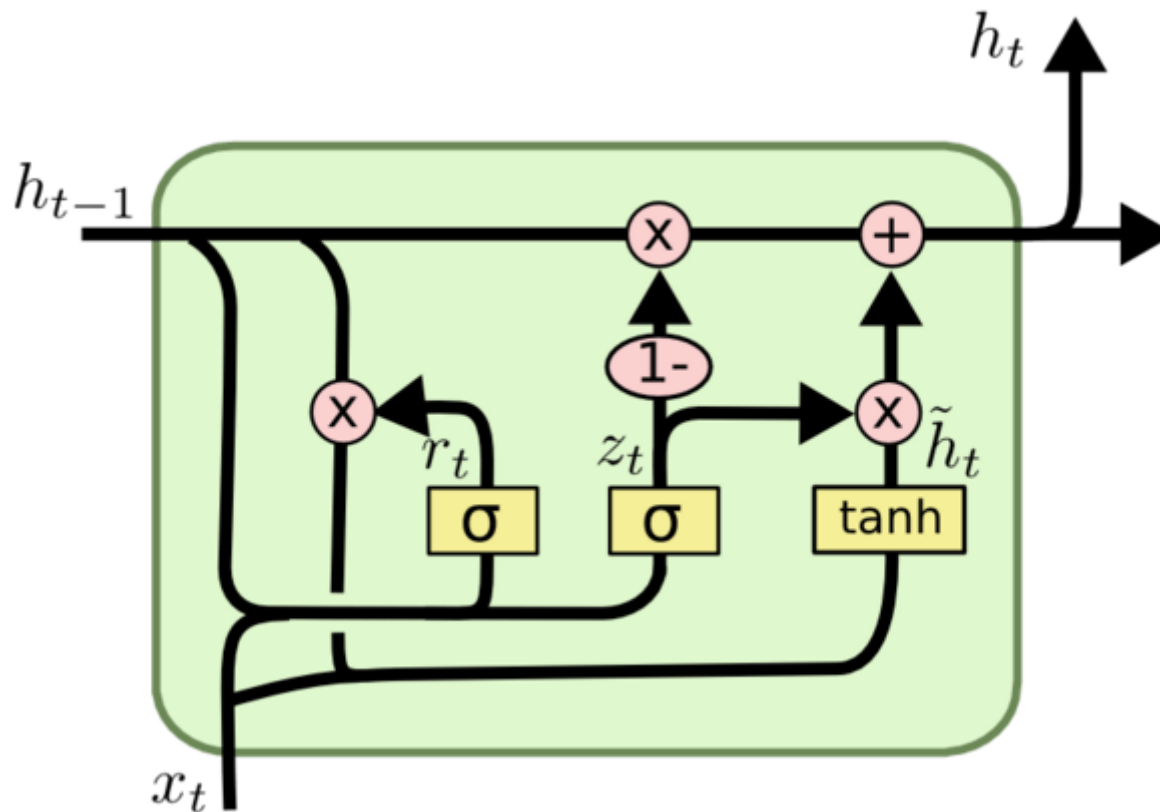 h_t
h_{t-1}
x +
1-
x x
r_t z_t h̃_t
σ σ tanh
x_t